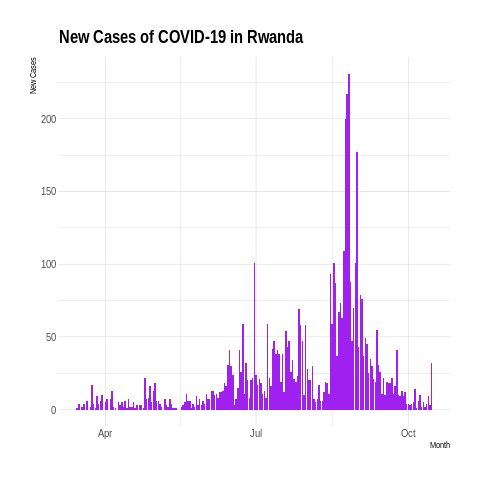 New Cases of COVID-19 in Rwanda
New Cases
200
150
100
50
0
Apr
Jul
Oct
Month